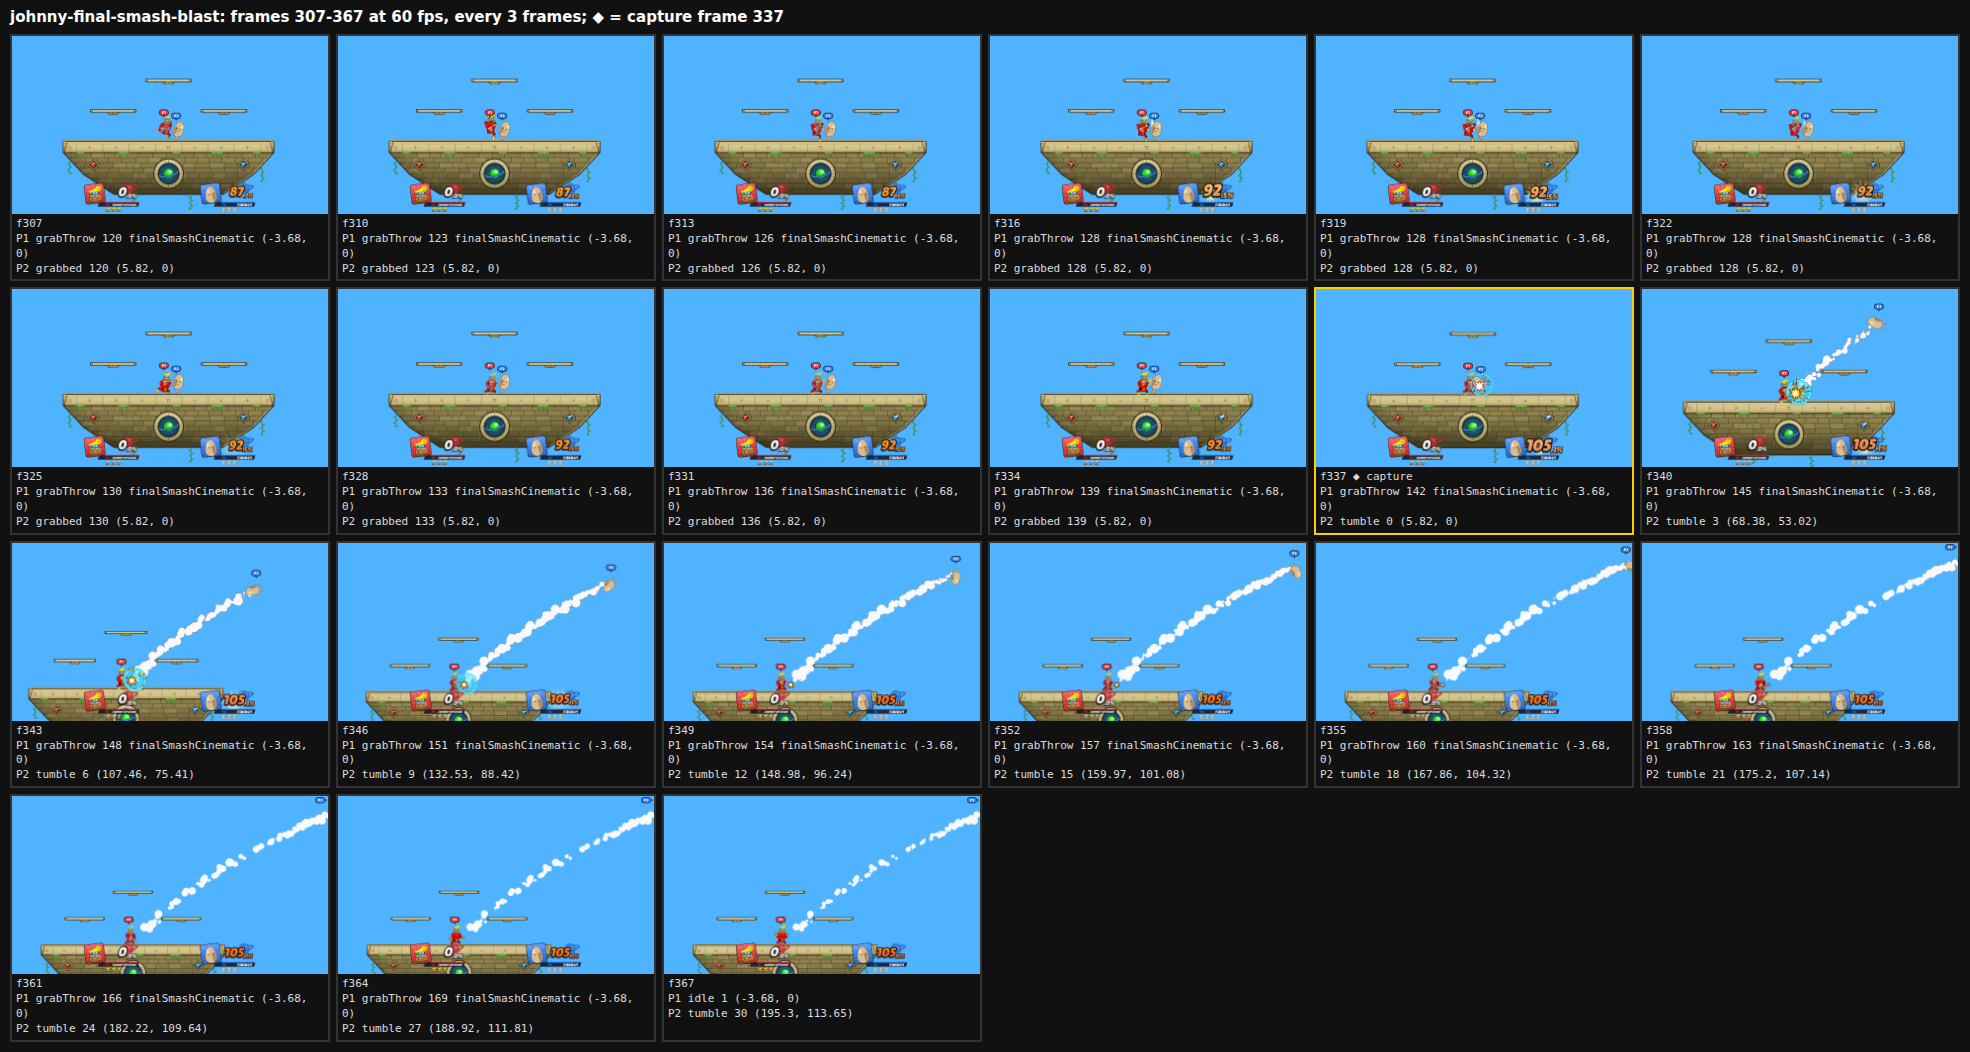 johnny-final-smash-blast: frames 307-367 at 60 fps, every 3 frames; ◆ = capture frame 337
f307
P1 grabThrow 120 finalSmashCinematic (-3.68,
0)
P2 grabbed 120 (5.82, 0)
f310
P1 grabThrow 123 finalSmashCinematic (-3.68,
0)
P2 grabbed 123 (5.82, 0)
f313
P1 grabThrow 126 finalSmashCinematic (-3.68,
0)
P2 grabbed 126 (5.82, 0)
f316
P1 grabThrow 128 finalSmashCinematic (-3.68,
0)
P2 grabbed 128 (5.82, 0)
f319
P1 grabThrow 128 finalSmashCinematic (-3.68,
0)
P2 grabbed 128 (5.82, 0)
f322
P1 grabThrow 128 finalSmashCinematic (-3.68,
0)
P2 grabbed 128 (5.82, 0)
f325
P1 grabThrow 130 finalSmashCinematic (-3.68,
0)
P2 grabbed 130 (5.82, 0)
f328
P1 grabThrow 133 finalSmashCinematic (-3.68,
0)
P2 grabbed 133 (5.82, 0)
f331
P1 grabThrow 136 finalSmashCinematic (-3.68,
0)
P2 grabbed 136 (5.82, 0)
f334
P1 grabThrow 139 finalSmashCinematic (-3.68,
0)
P2 grabbed 139 (5.82, 0)
f337 ◆ capture
P1 grabThrow 142 finalSmashCinematic (-3.68,
0)
P2 tumble 0 (5.82, 0)
f340
P1 grabThrow 145 finalSmashCinematic (-3.68,
0)
P2 tumble 3 (68.38, 53.02)
f343
P1 grabThrow 148 finalSmashCinematic (-3.68,
0)
P2 tumble 6 (107.46, 75.41)
f346
P1 grabThrow 151 finalSmashCinematic (-3.68,
0)
P2 tumble 9 (132.53, 88.42)
f349
P1 grabThrow 154 finalSmashCinematic (-3.68,
0)
P2 tumble 12 (148.98, 96.24)
f352
P1 grabThrow 157 finalSmashCinematic (-3.68,
0)
P2 tumble 15 (159.97, 101.08)
f355
P1 grabThrow 160 finalSmashCinematic (-3.68,
0)
P2 tumble 18 (167.86, 104.32)
f358
P1 grabThrow 163 finalSmashCinematic (-3.68,
0)
P2 tumble 21 (175.2, 107.14)
f361
P1 grabThrow 166 finalSmashCinematic (-3.68,
0)
P2 tumble 24 (182.22, 109.64)
f364
P1 grabThrow 169 finalSmashCinematic (-3.68,
0)
P2 tumble 27 (188.92, 111.81)
f367
P1 idle 1 (-3.68, 0)
P2 tumble 30 (195.3, 113.65)